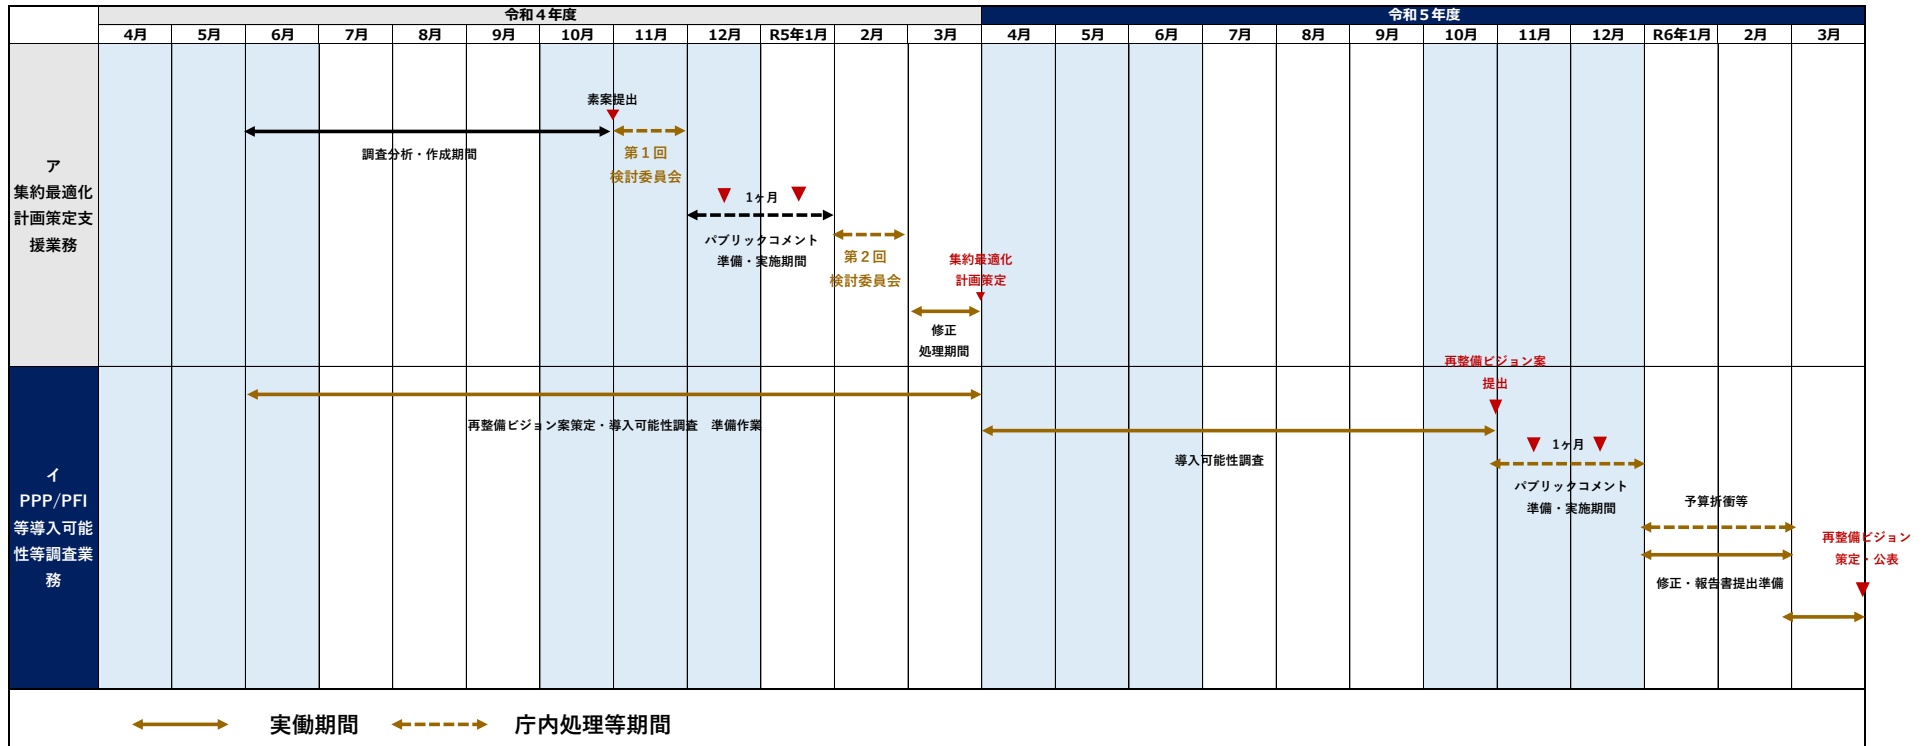 令和４年度
令和５年度
4月 5月 6月 7月 8月 9月 10月 11月 12月 R5年1月 2月 3月 4月 5月 6月 7月 8月 9月 10月 11月 12月 R6年1月 2月 3月
ア
集約最適化
計画策定支
援業務
素案提出
調査分析・作成期間
第１回
検討委員会
1ヶ月
パブリックコメント
準備・実施期間
第２回
検討委員会
集約最適化
計画策定
修正
処理期間
イ
PPP/PFI
等導入可能
性等調査業
務
再整備ビジョン案策定・導入可能性調査　準備作業
再整備ビジョン案
提出
導入可能性調査
1ヶ月
パブリックコメント
準備・実施期間
予算折衝等
修正・報告書提出準備
再整備ビジョン
策定・公表
実働期間
庁内処理等期間